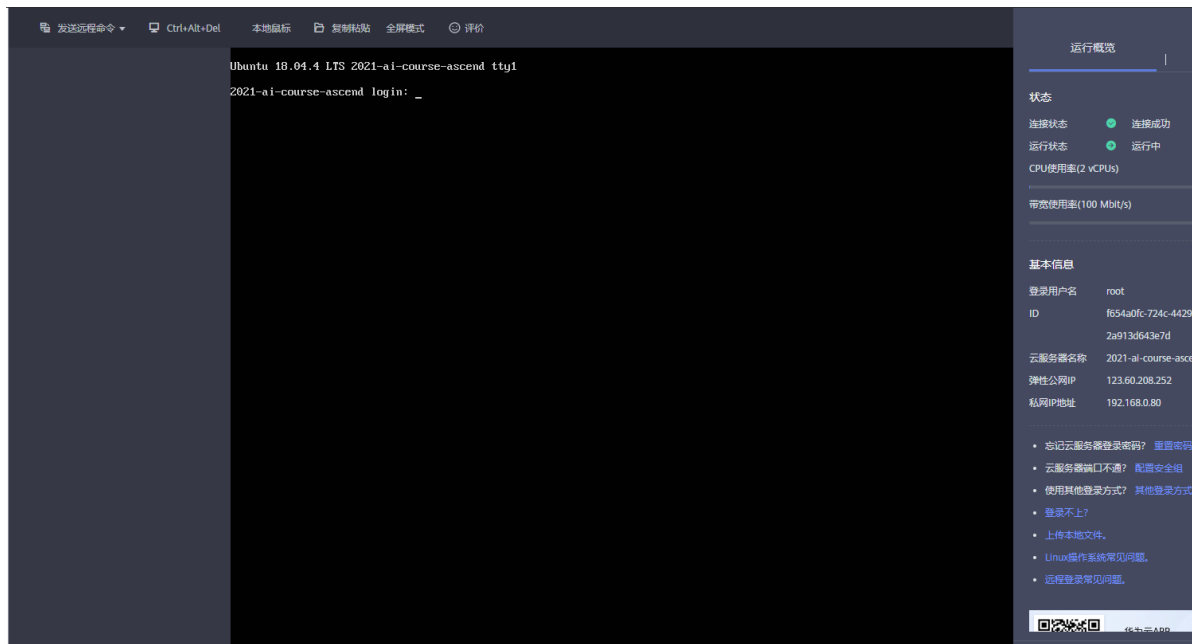 发送远程命令 Ctrl+Alt+Del 本地鼠标 复制粘贴 全屏模式 评价
Ubuntu 18.04.4 LTS 2021-ai-course-ascend tty1
2021-ai-course-ascend login: _
运行概览
状态
连接状态 连接成功
运行状态 运行中
CPU使用率(2 vCPUs)
带宽使用率(100 Mbit/s)
基本信息
登录用户名 root
ID f654a0fc-724c-4429
2a913d643e7d
云服务器名称 2021-ai-course-asce
弹性公网IP 123.60.208.252
私网IP地址 192.168.0.80
• 忘记云服务器登录密码? 重置密码
• 云服务器端口不通? 配置安全组
• 使用其他登录方式? 其他登录方式
• 登录不上?
• 上传本地文件。
• Linux操作系统常见问题。
• 远程登录常见问题。